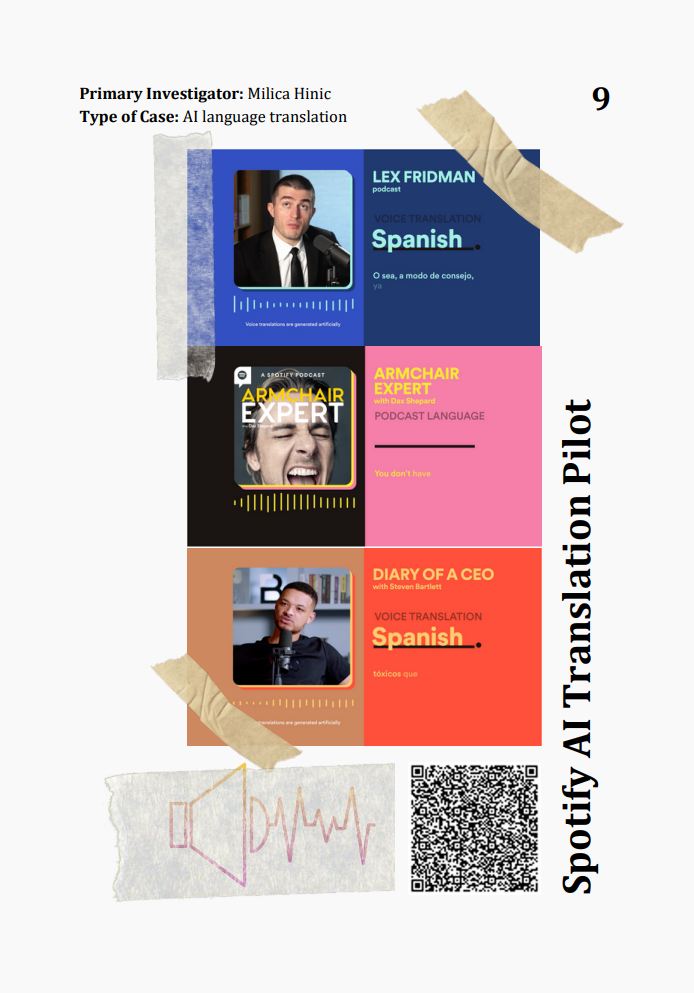 Primary Investigator: Milica Hinic
Type of Case: AI language translation
9
LEX FRIDMAN
podcast
VOICE TRANSLATION
Spanish
O sea, a modo de consejo,
ya
Voice translations are generated artificially
A SPOTIFY PODCAST
ARMCHAIR
EXPERT
with Dax Shepard
ARMCHAIR
EXPERT
with Dax Shepard
PODCAST LANGUAGE
You don't have
DIARY OF A CEO
with Steven Bartlett
VOICE TRANSLATION
Spanish
tóxicos que
translations are generated artificially
Spotify AI Translation Pilot